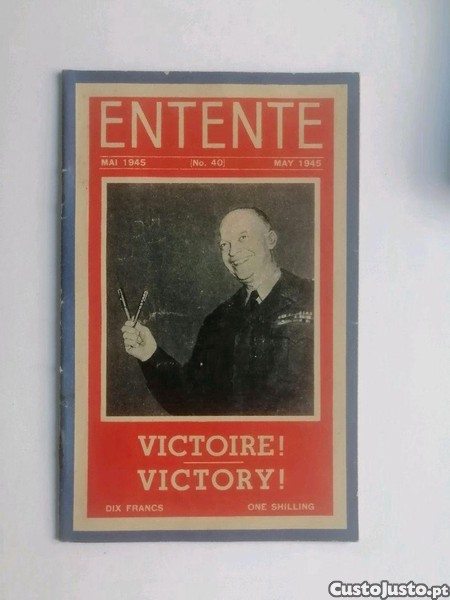 ENTENTE
MAI 1945 [No. 40] MAY 1945
VICTOIRE!
VICTORY!
DIX FRANCS ONE SHILLING
CustoJusto.pt